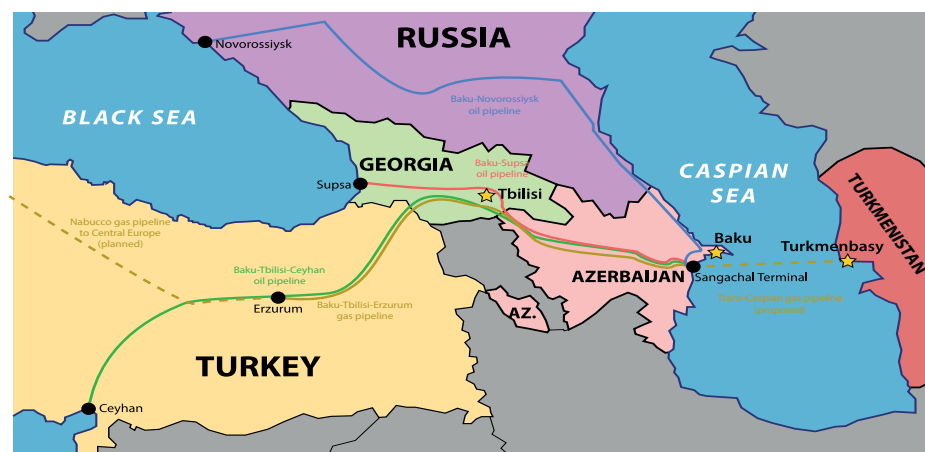 RUSSIA
Novorossiysk
BLACK SEA
Baku-Novorossiysk
oil pipeline
GEORGIA
Baku-Supsa
oil pipeline
Supsa
Tbilisi
CASPIAN
SEA
TURKMENISTAN
Nabucco gas pipeline
to Central Europe
(planned)
Baku
Turkmenbasy
Baku-Tbilisi-Ceyhan
oil pipeline
AZERBAIJAN
Sangachal Terminal
Erzurum
Baku-Tbilisi-Erzurum
gas pipeline
Trans-Caspian gas pipeline
(proposed)
AZ.
TURKEY
Ceyhan